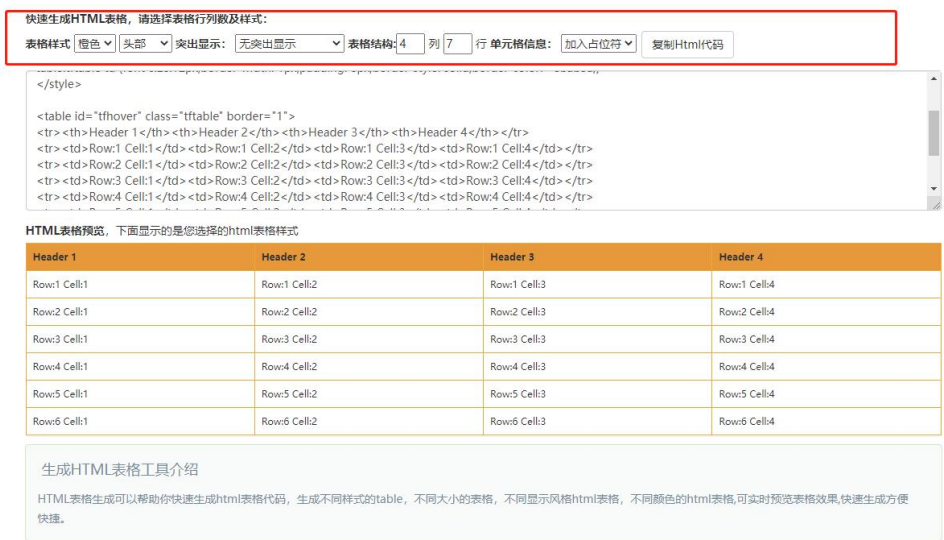 快速生成HTML表格，请选择表格行列数及样式：
表格样式 橙色 头部 突出显示： 无突出显示 表格结构: 4 列 7 行 单元格信息： 加入占位符 复制Html代码
</style>
<table id="tfhover" class="tftable" border="1">
<tr><th>Header 1</th><th>Header 2</th><th>Header 3</th><th>Header 4</th></tr>
<tr><td>Row:1 Cell:1</td><td>Row:1 Cell:2</td><td>Row:1 Cell:3</td><td>Row:1 Cell:4</td></tr>
<tr><td>Row:2 Cell:1</td><td>Row:2 Cell:2</td><td>Row:2 Cell:3</td><td>Row:2 Cell:4</td></tr>
<tr><td>Row:3 Cell:1</td><td>Row:3 Cell:2</td><td>Row:3 Cell:3</td><td>Row:3 Cell:4</td></tr>
<tr><td>Row:4 Cell:1</td><td>Row:4 Cell:2</td><td>Row:4 Cell:3</td><td>Row:4 Cell:4</td></tr>
HTML表格预览，下面显示的是您选择的html表格样式
Header 1 Header 2 Header 3 Header 4
Row:1 Cell:1 Row:1 Cell:2 Row:1 Cell:3 Row:1 Cell:4
Row:2 Cell:1 Row:2 Cell:2 Row:2 Cell:3 Row:2 Cell:4
Row:3 Cell:1 Row:3 Cell:2 Row:3 Cell:3 Row:3 Cell:4
Row:4 Cell:1 Row:4 Cell:2 Row:4 Cell:3 Row:4 Cell:4
Row:5 Cell:1 Row:5 Cell:2 Row:5 Cell:3 Row:5 Cell:4
Row:6 Cell:1 Row:6 Cell:2 Row:6 Cell:3 Row:6 Cell:4
生成HTML表格工具介绍
HTML表格生成可以帮助你快速生成html表格代码，生成不同样式的table，不同大小的表格，不同显示风格html表格，不同颜色的html表格,可实时预览表格效果,快速生成方便
快捷。